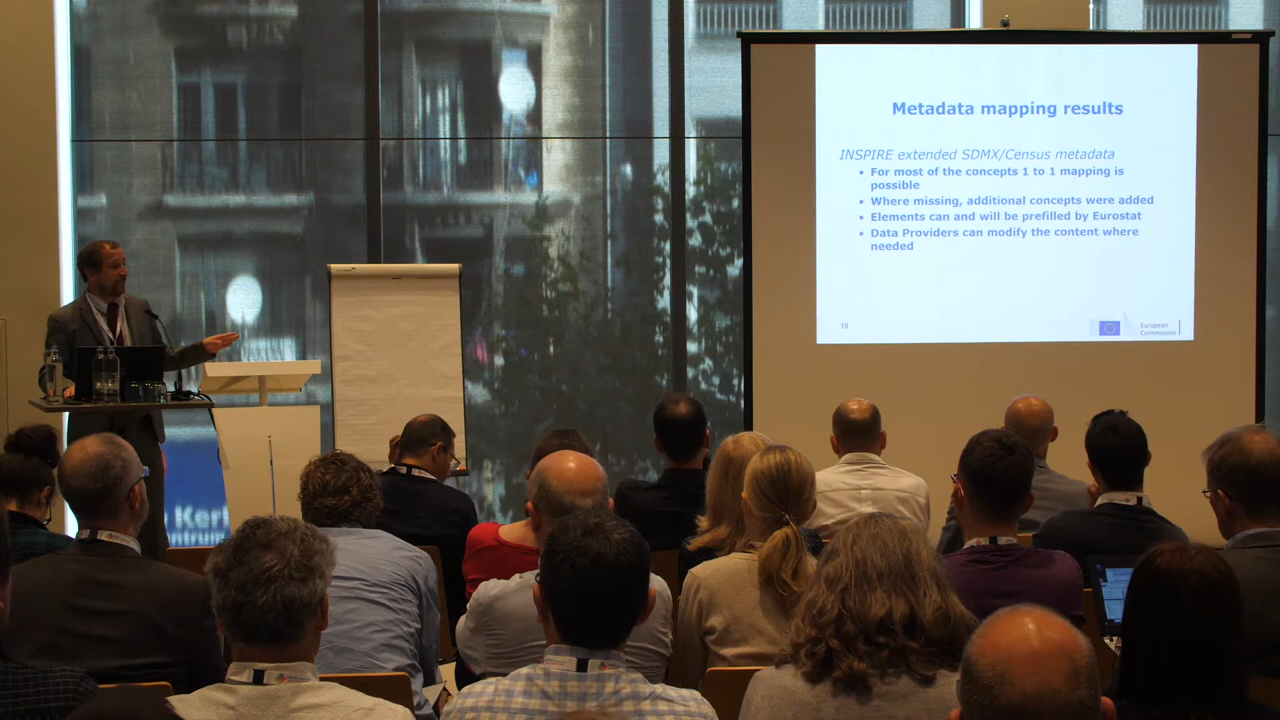 Metadata mapping results
INSPIRE extended SDMX/Census metadata
• For most of the concepts 1 to 1 mapping is
possible
• Where missing, additional concepts were added
• Elements can and will be prefilled by Eurostat
• Data Providers can modify the content where
needed
19
European
Commission